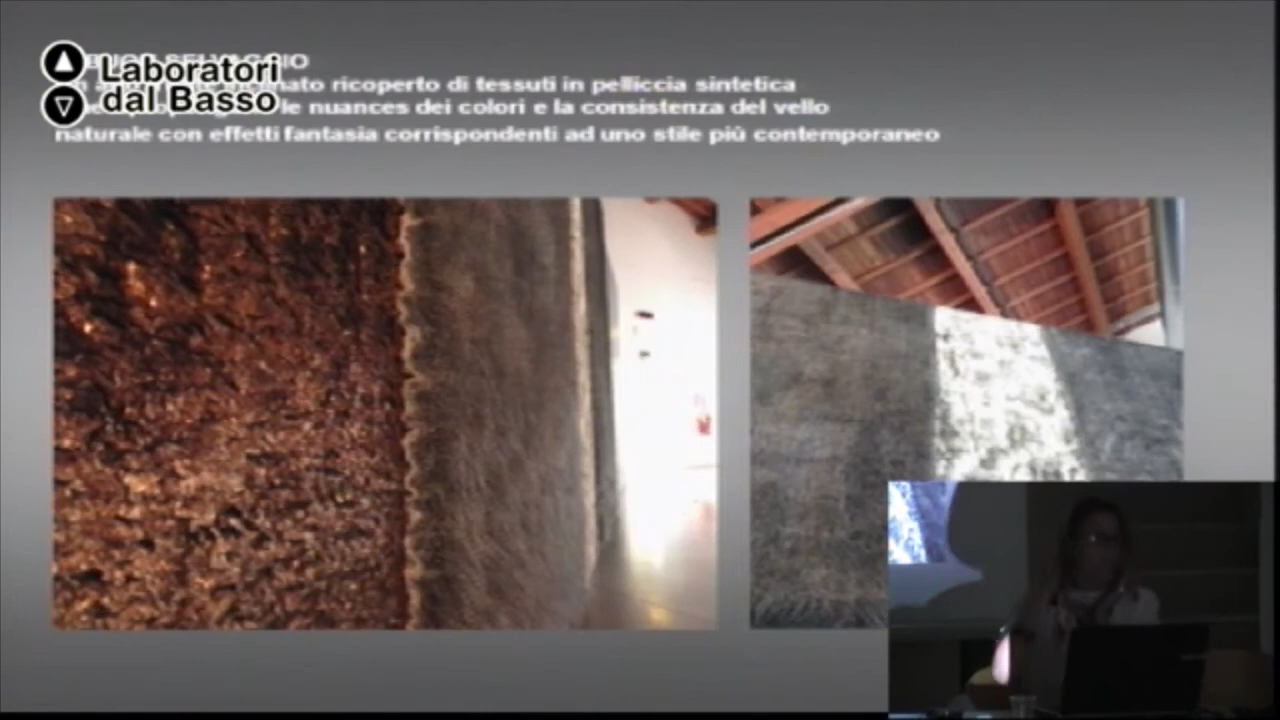 Laboratori
dal Basso
ricoperto di tessuti in pelliccia sintetica
le nuances dei colori e la consistenza del vello
naturale con effetti fantasia corrispondenti ad uno stile più contemporaneo